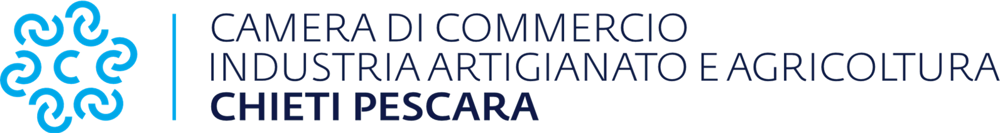 CAMERA DI COMMERCIO
INDUSTRIA ARTIGIANATO E AGRICOLTURA
CHIETI PESCARA